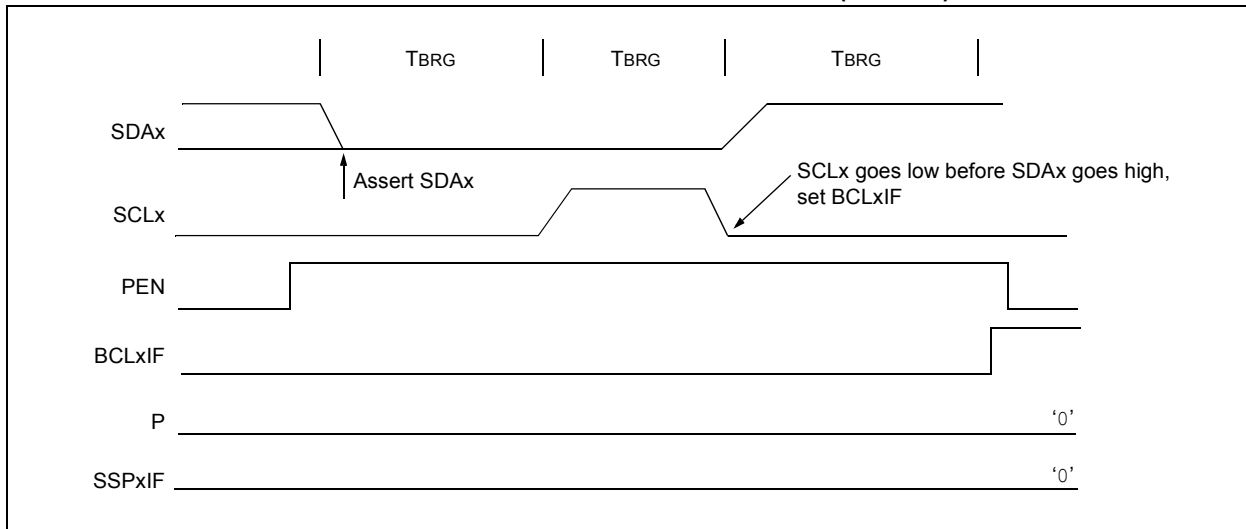 TBRG TBRG TBRG
SDAx
Assert SDAx
SCLx goes low before SDAx goes high,
set BCLxIF
SCLx
PEN
BCLxIF
P
'0'
SSPxIF
'0'